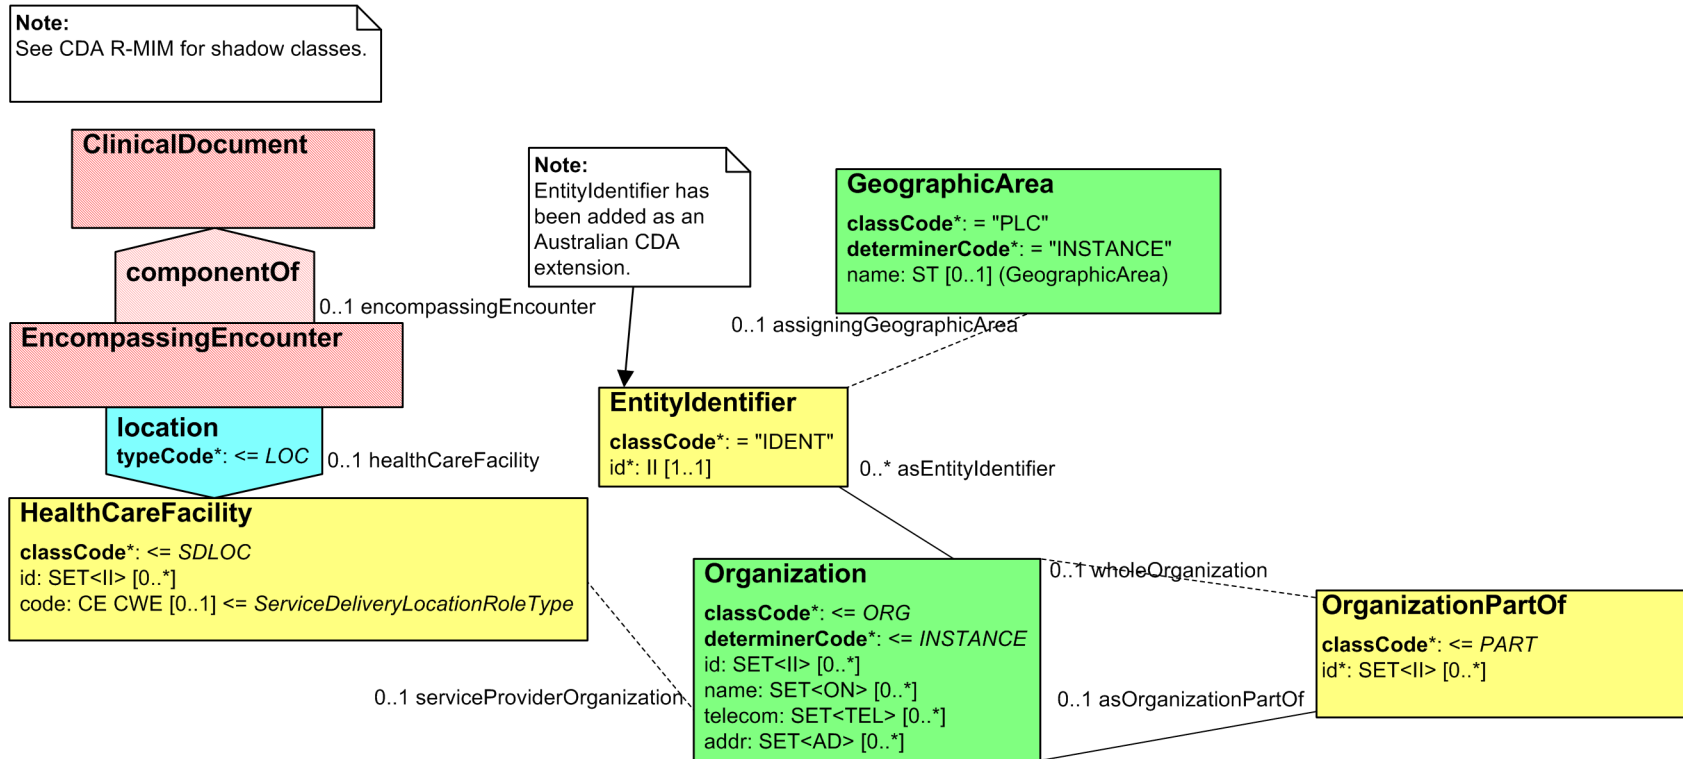 Note:
See CDA R-MIM for shadow classes.
ClinicalDocument
componentOf
0..1 encompassingEncounter
EncompassingEncounter
location
typeCode*: <= LOC
0..1 healthCareFacility
HealthCareFacility
classCode*: <= SDLOC
id: SET<II> [0..*]
code: CE CWE [0..1] <= ServiceDeliveryLocationRoleType
0..1 serviceProviderOrganization
Note:
EntityIdentifier has
been added as an
Australian CDA
extension.
GeographicArea
classCode*: = "PLC"
determinerCode*: = "INSTANCE"
name: ST [0..1] (GeographicArea)
0..1 assigningGeographicArea
EntityIdentifier
classCode*: = "IDENT"
id*: II [1..1]
0..* asEntityIdentifier
Organization
classCode*: <= ORG
determinerCode*: <= INSTANCE
id: SET<II> [0..*]
name: SET<ON> [0..*]
telecom: SET<TEL> [0..*]
addr: SET<AD> [0..*]
0..1 wholeOrganization
OrganizationPartOf
classCode*: <= PART
id*: SET<II> [0..*]
0..1 asOrganizationPartOf